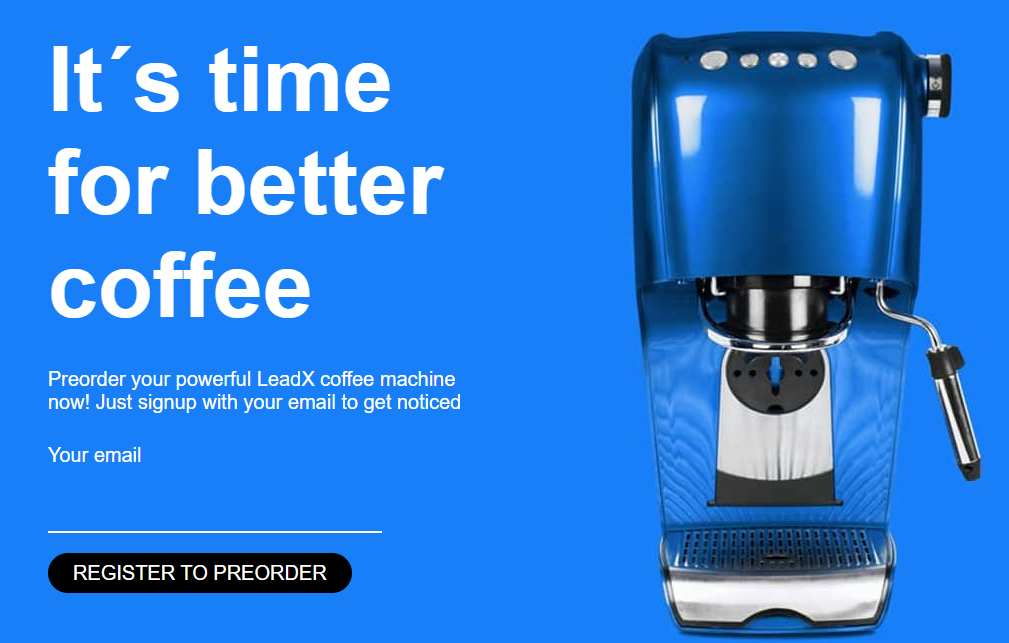 It´s time
for better
coffee
Preorder your powerful LeadX coffee machine
now! Just signup with your email to get noticed
Your email
REGISTER TO PREORDER